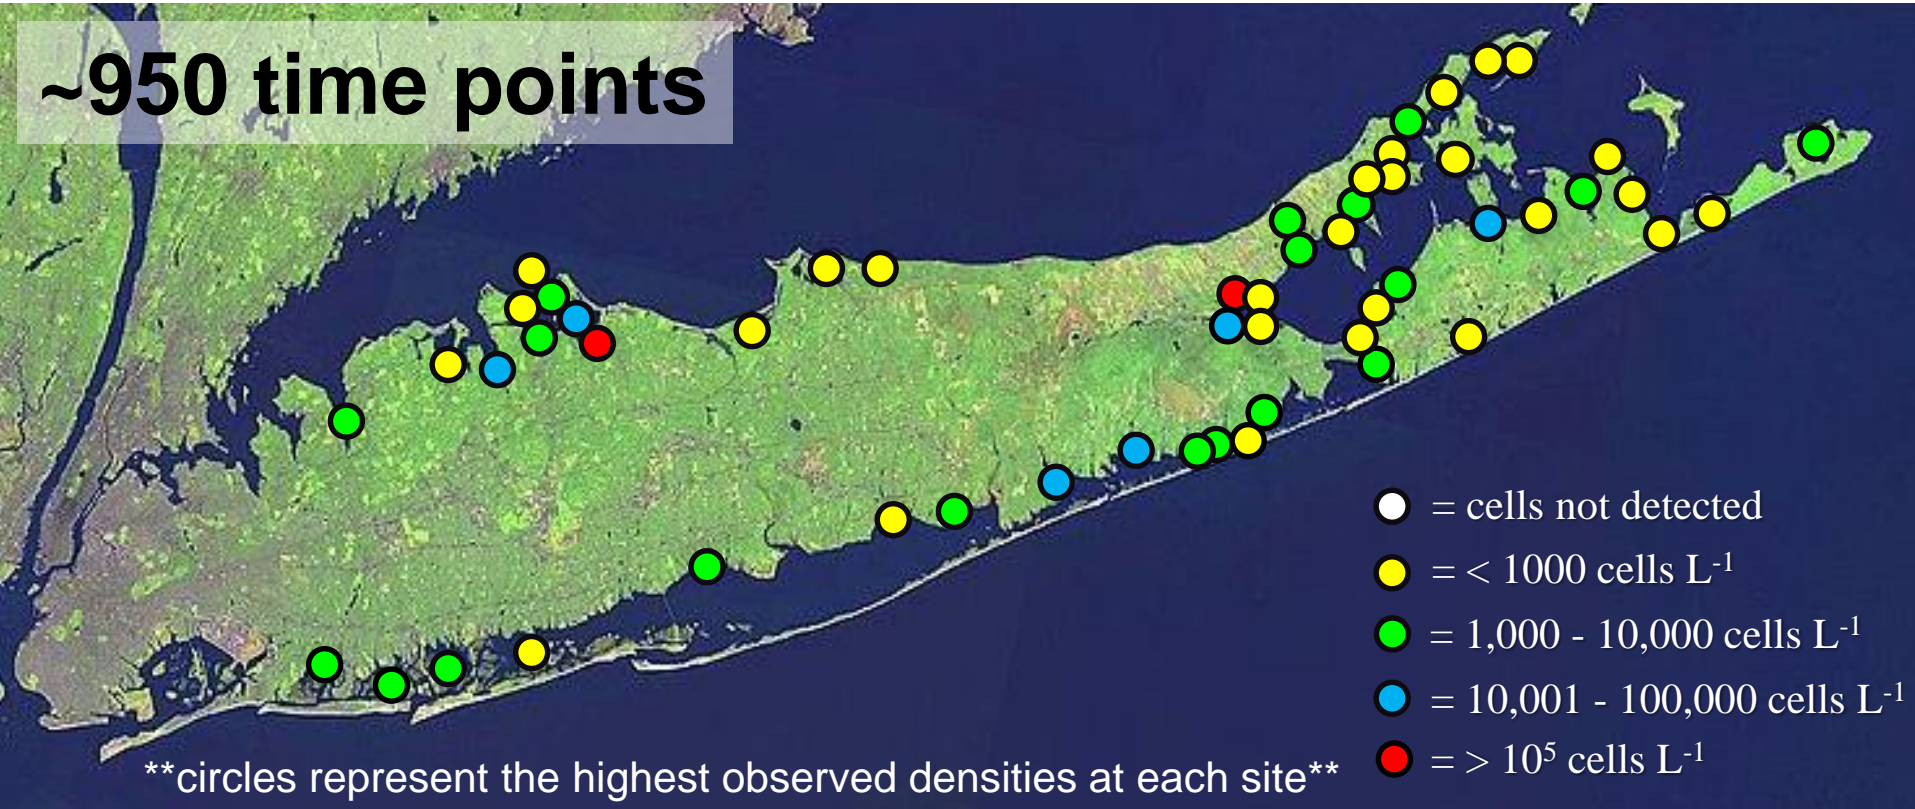 ~950 time points
= cells not detected
= < 1000 cells L⁻¹
= 1,000 - 10,000 cells L⁻¹
= 10,001 - 100,000 cells L⁻¹
= > 10⁵ cells L⁻¹
**circles represent the highest observed densities at each site**